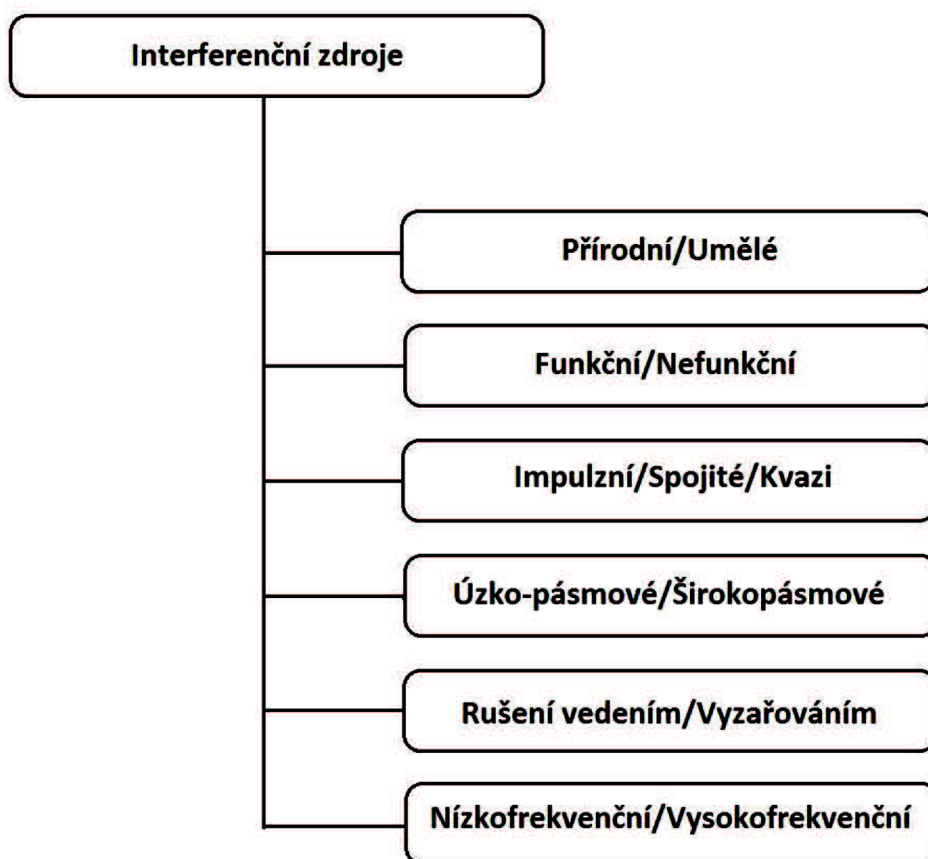 Interferenční zdroje
Přírodní/Umělé
Funkční/Nefunkční
Impulzní/Spojité/Kvazi
Úzko-pásmové/Širokopásmové
Rušení vedením/Vyzařováním
Nízkofrekvenční/Vysokofrekvenční